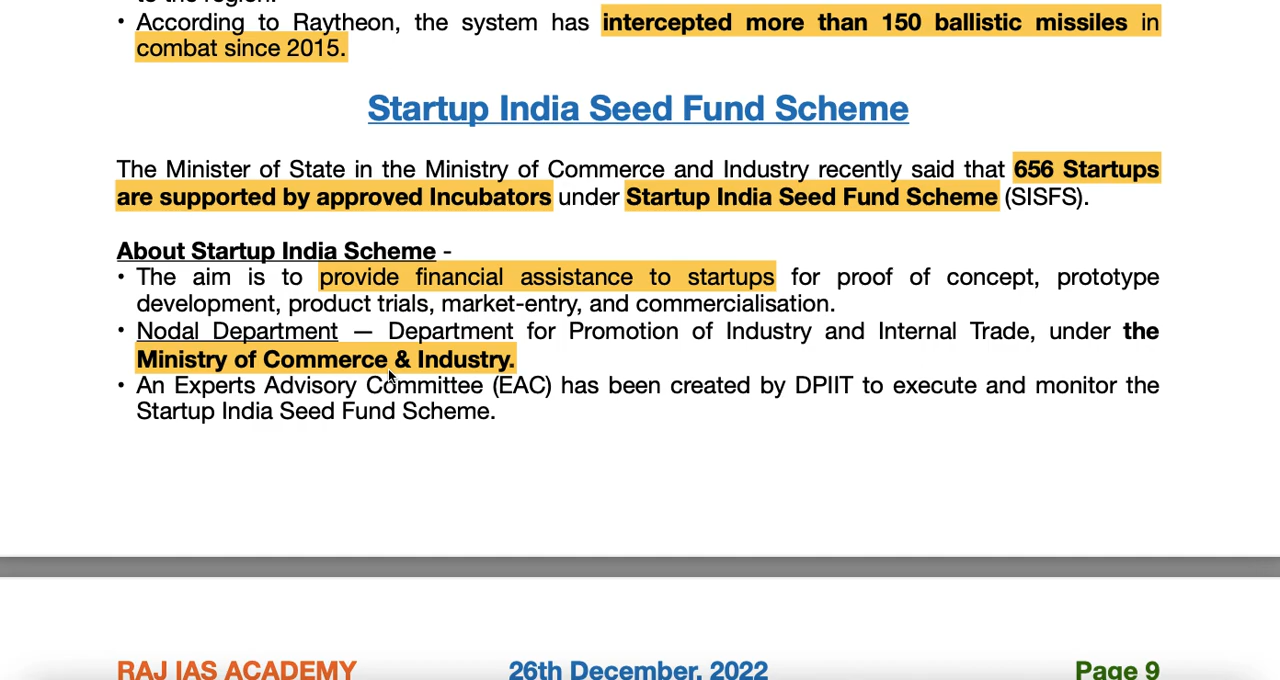 to the region.
• According to Raytheon, the system has intercepted more than 150 ballistic missiles in
combat since 2015.
Startup India Seed Fund Scheme
The Minister of State in the Ministry of Commerce and Industry recently said that 656 Startups
are supported by approved Incubators under Startup India Seed Fund Scheme (SISFS).
About Startup India Scheme -
• The aim is to provide financial assistance to startups for proof of concept, prototype
development, product trials, market-entry, and commercialisation.
• Nodal Department — Department for Promotion of Industry and Internal Trade, under the
Ministry of Commerce & Industry.
• An Experts Advisory Committee (EAC) has been created by DPIIT to execute and monitor the
Startup India Seed Fund Scheme.
RAJ IAS ACADEMY 26th December, 2022 Page 9